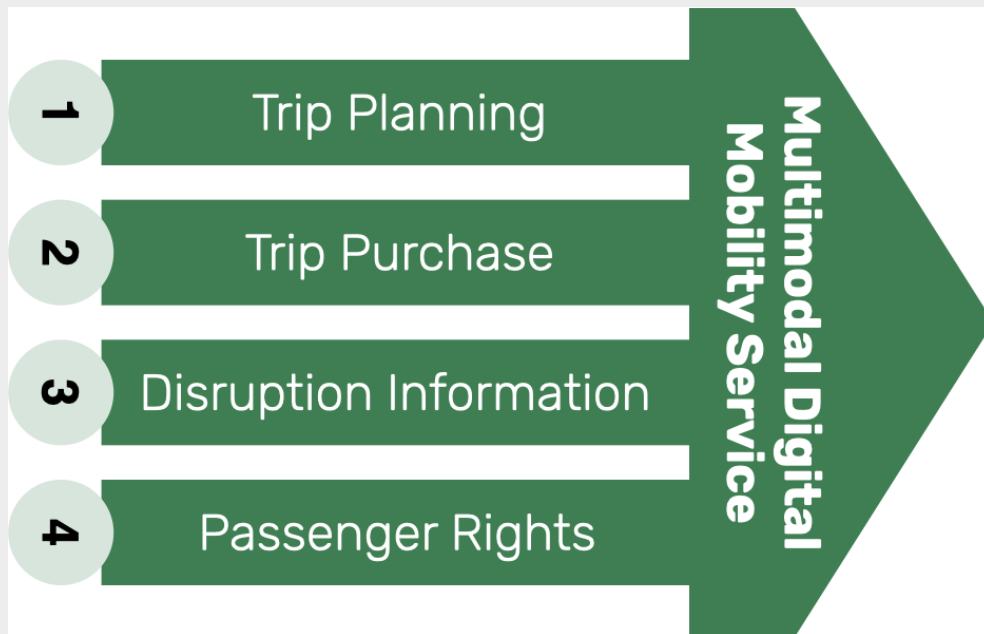 1
Trip Planning
2
Trip Purchase
3
Disruption Information
4
Passenger Rights
Multimodal Digital
Mobility Service